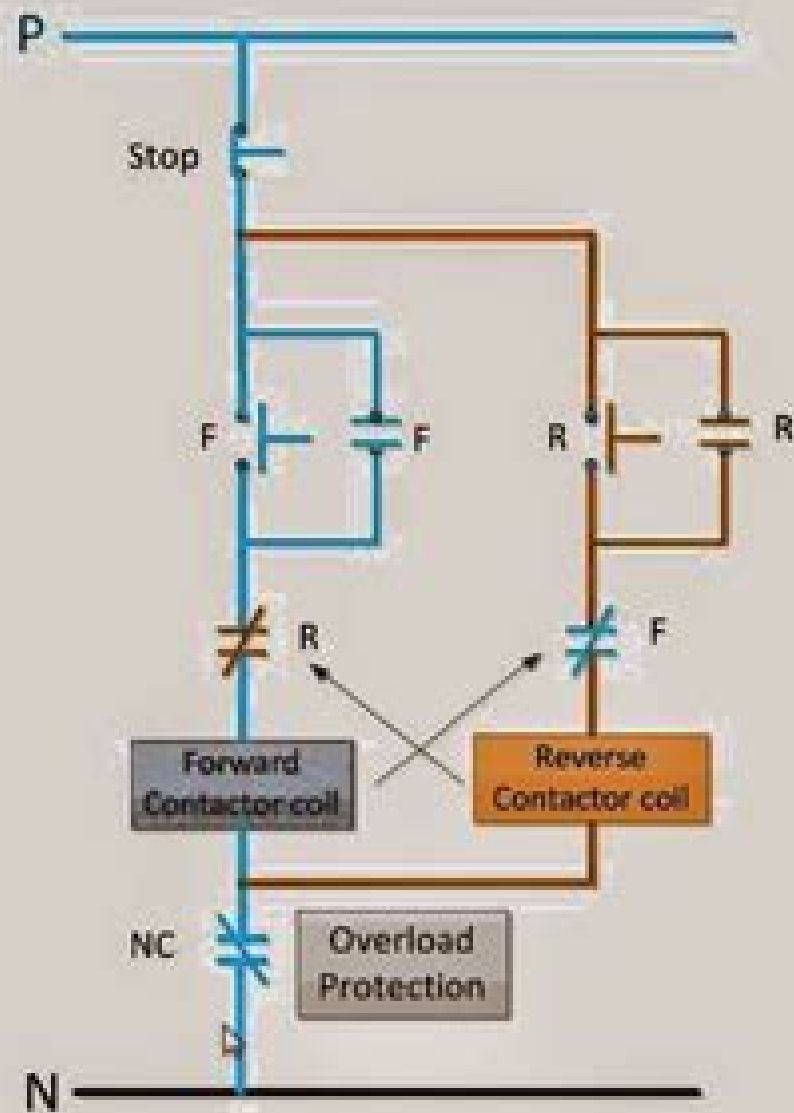 P
Stop
F
F
R
R
R
F
Forward
Contactor coil
Reverse
Contactor coil
NC
Overload
Protection
N